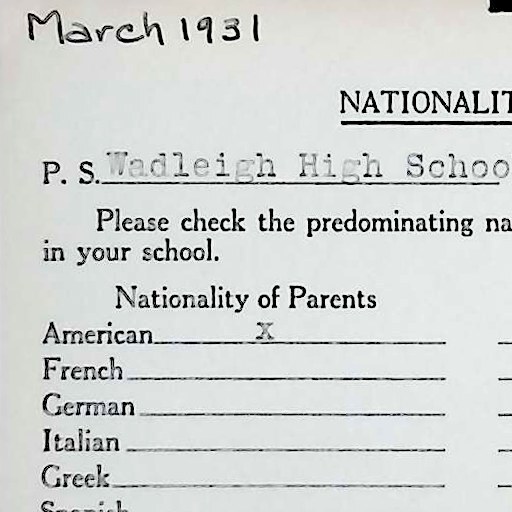 March 1931
NATIONALIT
P. S. Wadleigh High Schoo
Please check the predominating na
in your school.
Nationality of Parents
American X
French
German
Italian
Greek
Spanish